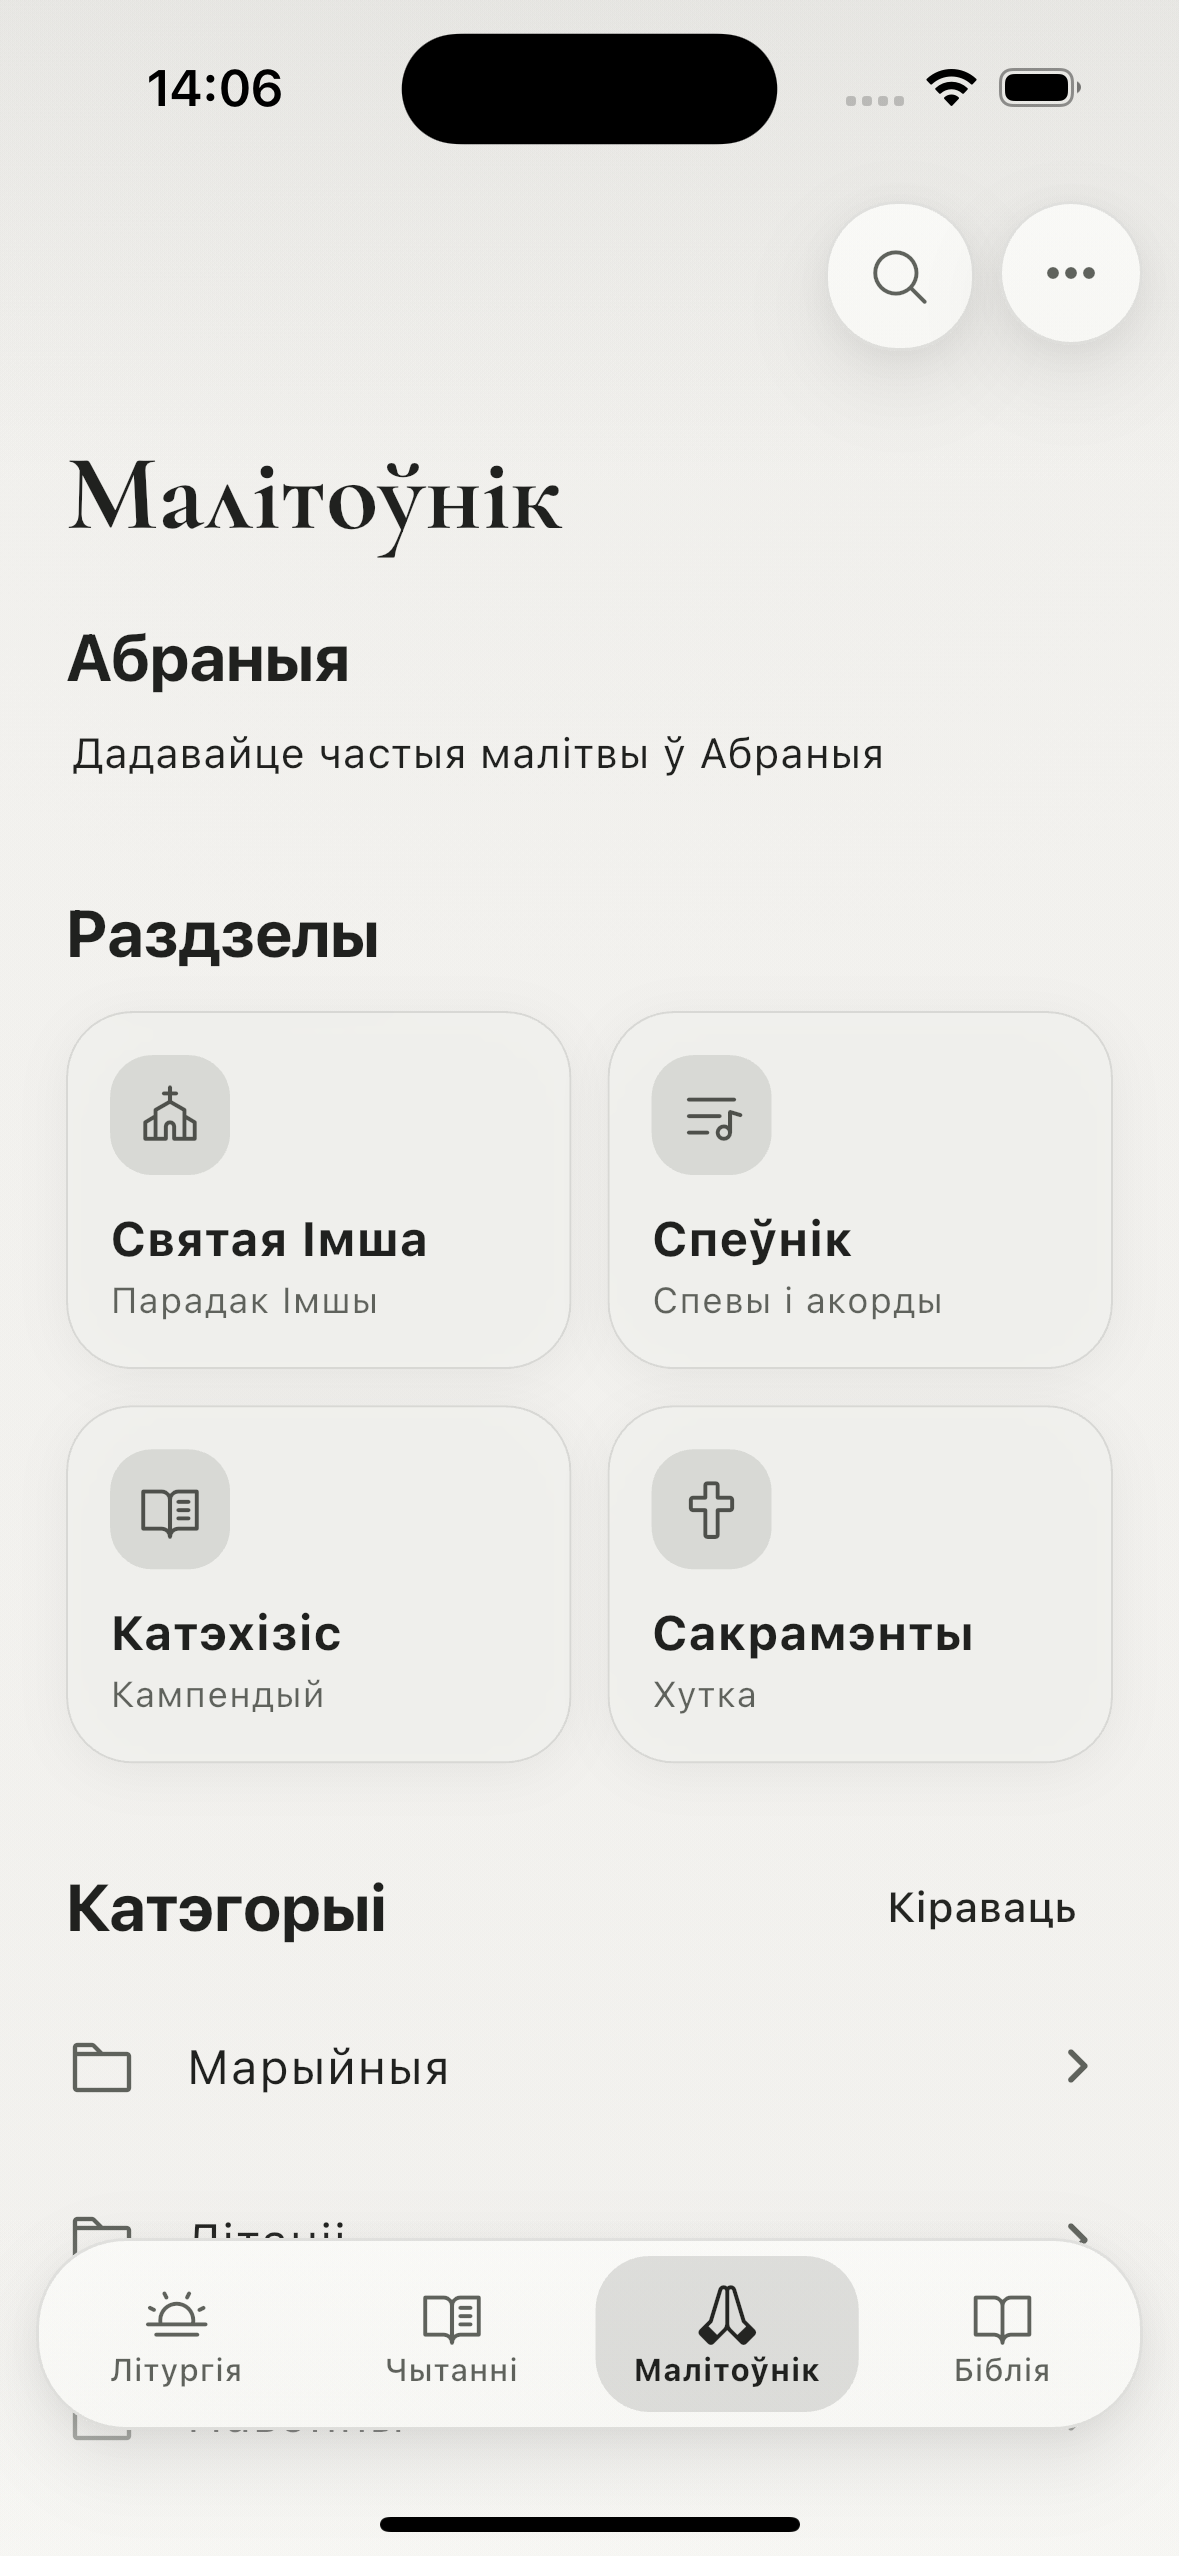 14:06
Малітоўнік
Абраныя
Дадавайце частыя малітвы ў Абраныя
Раздзелы
Святая Імша
Парадак Імшы
Спеўнік
Спевы і акорды
Катэхізіс
Кампендый
Сакрамэнты
Хутка
Катэгорыі
Кіраваць
Марыйныя
Літургія
Чытанні
Малітоўнік
Біблія